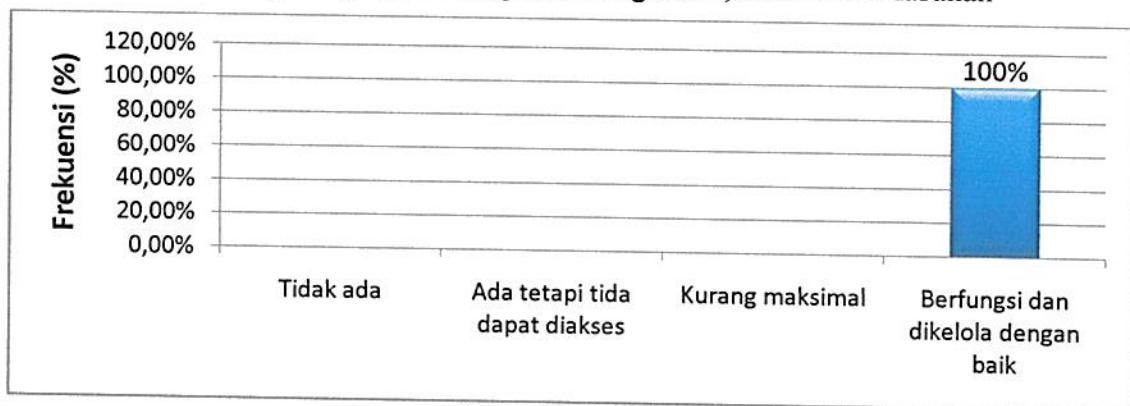 120,00%
100,00%
80,00%
60,00%
40,00%
20,00%
0,00%
Frekuensi (%)
100%
Tidak ada
Ada tetapi tida
dapat diakses
Kurang maksimal
Berfungsi dan
dikelola dengan
baik